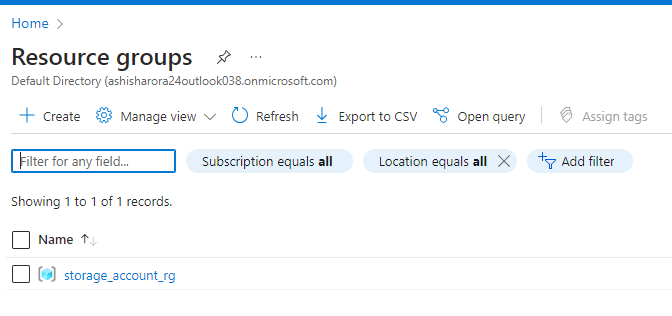 Home >
Resource groups ...
Default Directory (ashisharora24outlook038.onmicrosoft.com)
+ Create Manage view Refresh Export to CSV Open query Assign tags
Filter for any field... Subscription equals all Location equals all Add filter
Showing 1 to 1 of 1 records.
Name ↑↓
storage_account_rg